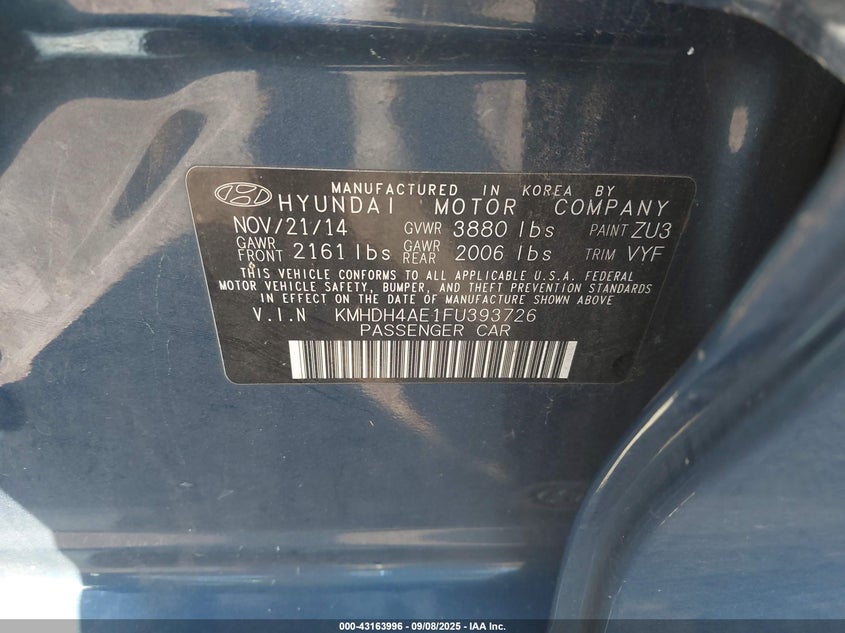 MANUFACTURED IN KOREA BY
HYUNDAI MOTOR COMPANY
NOV/21/14 GVWR 3880 lbs PAINT ZU3
GAWR FRONT 2161 lbs GAWR REAR 2006 lbs TRIM VYF
THIS VEHICLE CONFORMS TO ALL APPLICABLE U.S.A. FEDERAL
MOTOR VEHICLE SAFETY, BUMPER, AND THEFT PREVENTION STANDARDS
IN EFFECT ON THE DATE OF MANUFACTURE SHOWN ABOVE
V.I.N KMHDH4AE1FU393726
PASSENGER CAR
000-43163996 - 09/08/2025 - IAA Inc.